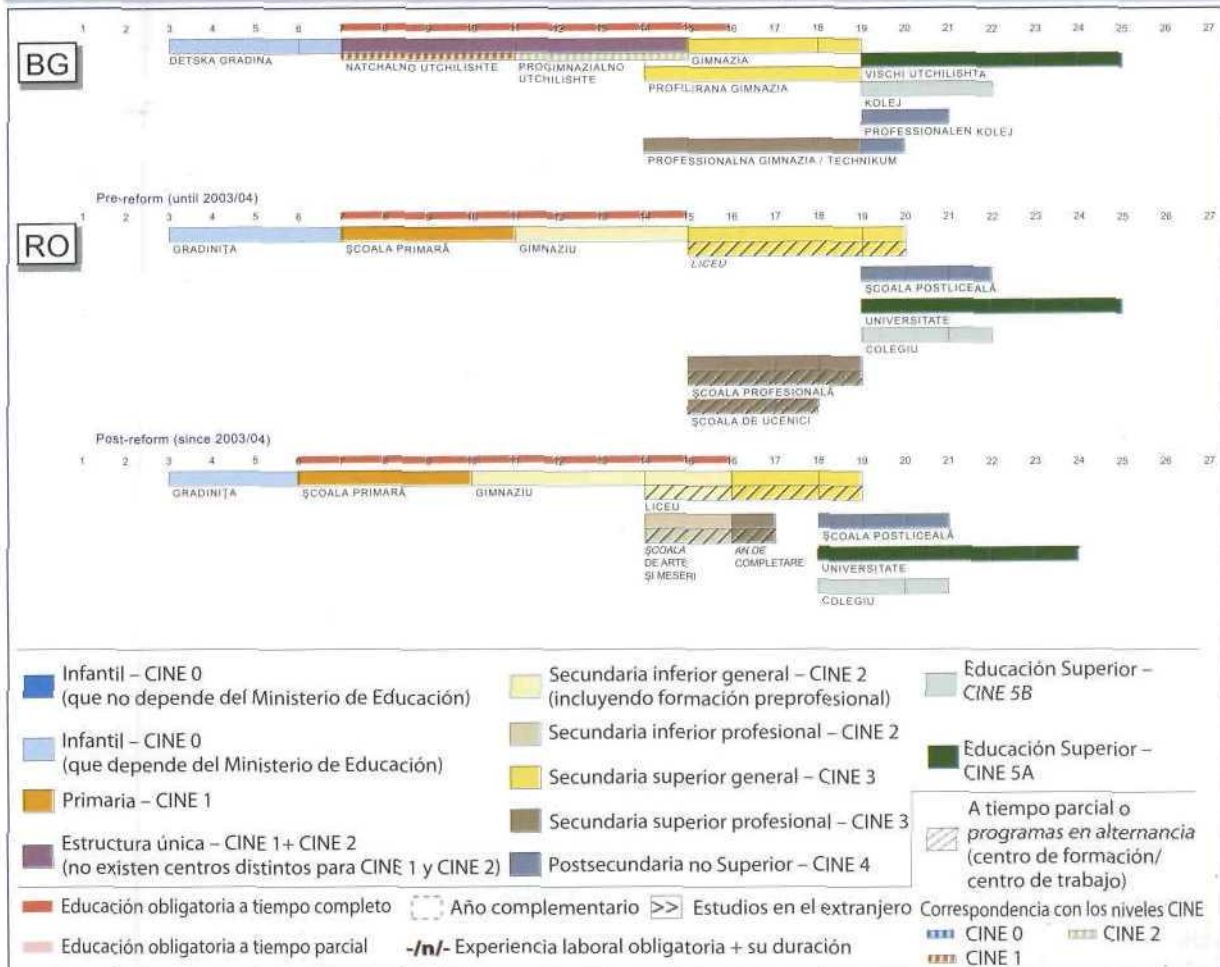 1 2 3 4 5 6 7 8 9 10 11 12 13 14 15 16 17 18 19 20 21 22 23 24 25 26 27
BG
DETSKA GRADINA
NATCHALNO UTCHILISHTE
PROGIMNAZIALNO
UTCHILISHTE
GIMNAZIA
PROFILIRANA GIMNAZIA
VISCHI UTCHILISHTA
KOLEJ
PROFESSIONALEN KOLEJ
PROFESSIONALNA GIMNAZIA / TECHNIKUM
Pre-reform (until 2003/04)
1 2 3 4 5 6 7 8 9 10 11 12 13 14 15 16 17 18 19 20 21 22 23 24 25 26 27
RO
GRADINIŢA
ŞCOALA PRIMARĂ
GIMNAZIU
LICEU
ŞCOALA POSTLICEALĂ
UNIVERSITATE
COLEGIU
ŞCOALA PROFESIONALĂ
ŞCOALA DE UCENICI
Post-reform (since 2003/04)
1 2 3 4 5 6 7 8 9 10 11 12 13 14 15 16 17 18 19 20 21 22 23 24 25 26 27
GRADINIŢA
ŞCOALA PRIMARĂ
GIMNAZIU
LICEU
ŞCOALA
DE ARTE
ŞI MESERI
AN DE
COMPLETARE
ŞCOALA POSTLICEALĂ
UNIVERSITATE
COLEGIU
Infantil – CINE 0
(que no depende del Ministerio de Educación)
Infantil – CINE 0
(que depende del Ministerio de Educación)
Primaria – CINE 1
Estructura única – CINE 1+ CINE 2
(no existen centros distintos para CINE 1 y CINE 2)
Secundaria inferior general – CINE 2
(incluyendo formación preprofesional)
Secundaria inferior profesional – CINE 2
Secundaria superior general – CINE 3
Secundaria superior profesional – CINE 3
Postsecundaria no Superior – CINE 4
Educación Superior –
CINE 5B
Educación Superior –
CINE 5A
A tiempo parcial o
programas en alternancia
(centro de formación/
centro de trabajo)
Educación obligatoria a tiempo completo
Año complementario
>> Estudios en el extranjero
Educación obligatoria a tiempo parcial
-/n/- Experiencia laboral obligatoria + su duración
Correspondencia con los niveles CINE
CINE 0
CINE 2
CINE 1